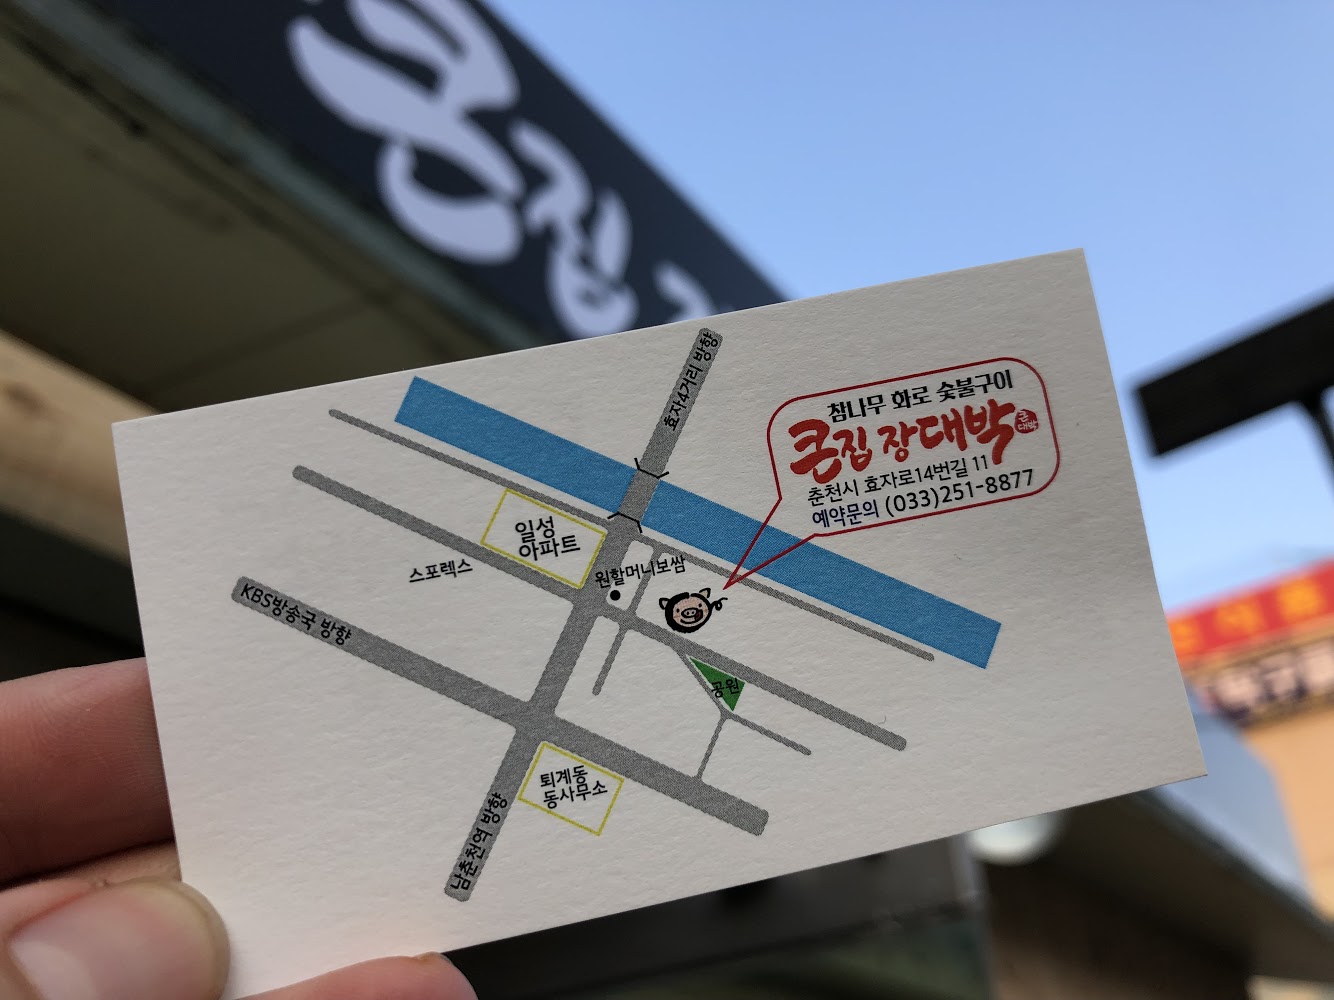 큰집
효자4거리 방향
참나무 화로 숯불구이
큰집 장대박
춘천시 효자로14번길 11
예약문의 (033)251-8877
일성
아파트
스포렉스
원할머니보쌈
KBS방송국 방향
공원
퇴계동
동사무소
남춘천역 방향